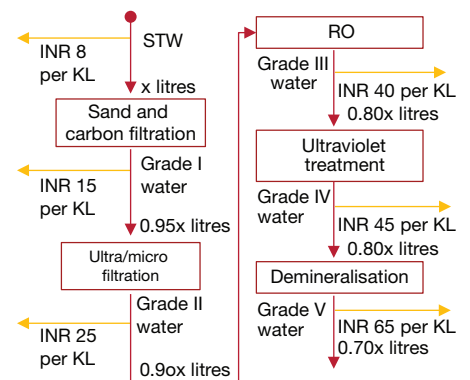 INR 8
per KL
STW
x litres
Sand and
carbon filtration
Grade I
water
INR 15
per KL
0.95x litres
Ultra/micro
filtration
Grade II
water
INR 25
per KL
0.9ox litres
RO
Grade III
water
INR 40 per KL
0.80x litres
Ultraviolet
treatment
Grade IV
water
INR 45 per KL
0.80x litres
Demineralisation
Grade V
water
INR 65 per KL
0.70x litres